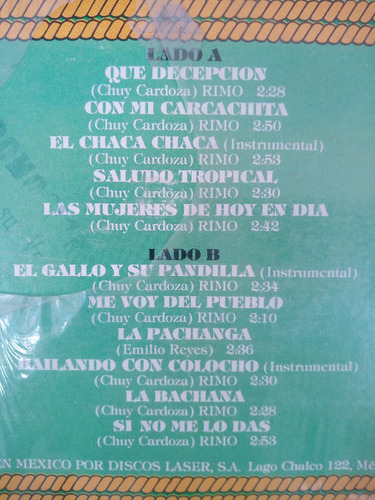 LADO A
QUE DECEPCION
(Chuy Cardoza) RIMO 2:28
CON MI CARCACHITA
(Chuy Cardoza) RIMO 2:50
EL CHACA CHACA (Instrumental)
(Chuy Cardoza) RIMO 2:53
SALUDO TROPICAL
(Chuy Cardoza) RIMO 2:30
LAS MUJERES DE HOY EN DIA
(Chuy Cardoza) RIMO 2:42
LADO B
EL GALLO Y SU PANDILLA (Instrumental)
(Chuy Cardoza) RIMO 2:34
ME VOY DEL PUEBLO
(Chuy Cardoza) RIMO 2:10
LA PACHANGA
(Emilio Reyes) 2:36
BAILANDO CON COLOCHO (Instrumental)
(Chuy Cardoza) RIMO 2:30
LA BACHANA
(Chuy Cardoza) RIMO 2:28
SI NO ME LO DAS
(Chuy Cardoza) RIMO 2:53
EN MEXICO POR DISCOS LASER, S.A. Lago Chalco 122, Mé